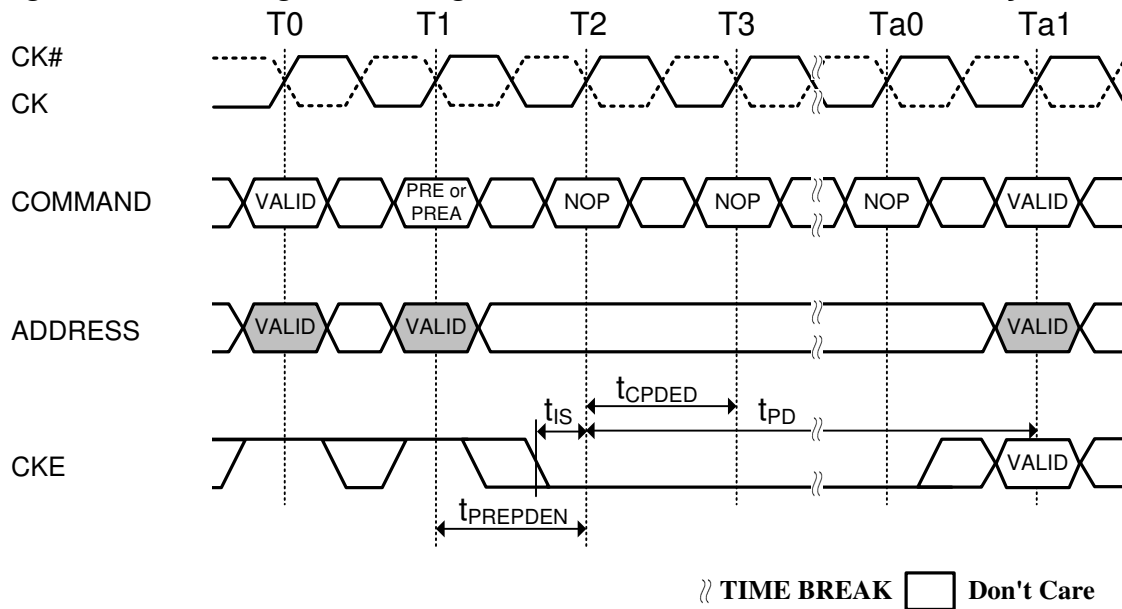 T0 T1 T2 T3 Ta0 Ta1
CK#
CK
COMMAND VALID PRE or PREA NOP NOP NOP VALID
ADDRESS VALID VALID VALID
tCPDED
tIS tPD
CKE VALID
tPREPDEN
TIME BREAK Don't Care